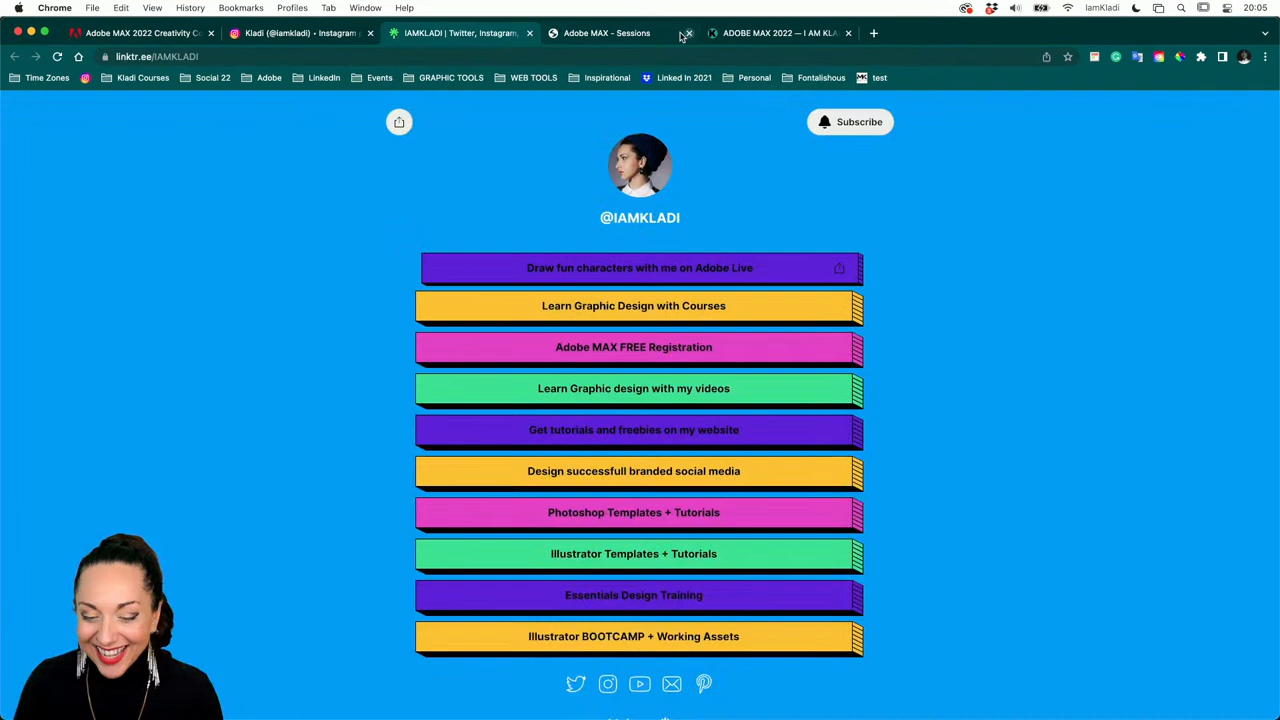 Chrome File Edit View History Bookmarks Profiles Tab Window Help IamKladi 20:05
Adobe MAX 2022 Creativity Co Kladi (@iamkladi) • Instagram IAMKLADI | Twitter, Instagram, Adobe MAX - Sessions ADOBE MAX 2022 — I AM KLA
linktr.ee/IAMKLADI
Time Zones Kladi Courses Social 22 Adobe LinkedIn Events GRAPHIC TOOLS WEB TOOLS Inspirational Linked In 2021 Personal Fontalishous MK test
Subscribe
@IAMKLADI
Draw fun characters with me on Adobe Live
Learn Graphic Design with Courses
Adobe MAX FREE Registration
Learn Graphic design with my videos
Get tutorials and freebies on my website
Design successfull branded social media
Photoshop Templates + Tutorials
Illustrator Templates + Tutorials
Essentials Design Training
Illustrator BOOTCAMP + Working Assets